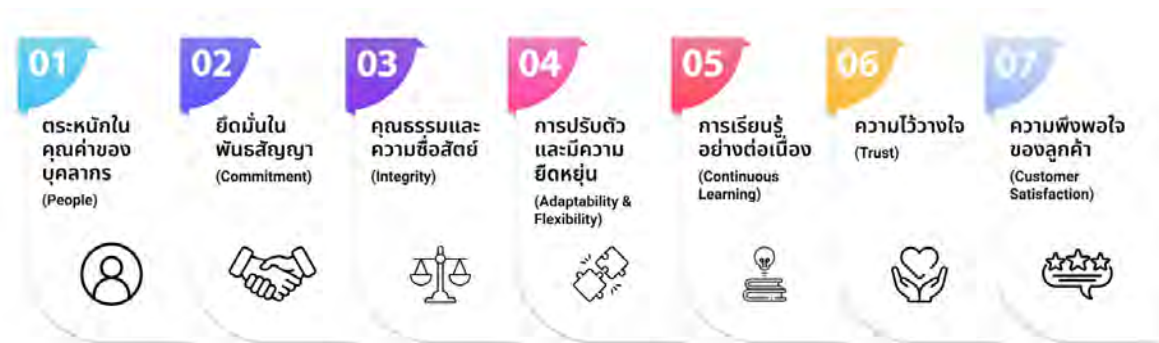 01
ตระหนักใน
คุณค่าของ
บุคลากร
(People)
02
ยึดมั่นใน
พันธสัญญา
(Commitment)
03
คุณธรรมและ
ความซื่อสัตย์
(Integrity)
04
การปรับตัว
และมีความ
ยืดหยุ่น
(Adaptability &
Flexibility)
05
การเรียนรู้
อย่างต่อเนื่อง
(Continuous
Learning)
06
ความไว้วางใจ
(Trust)
07
ความพึงพอใจ
ของลูกค้า
(Customer
Satisfaction)